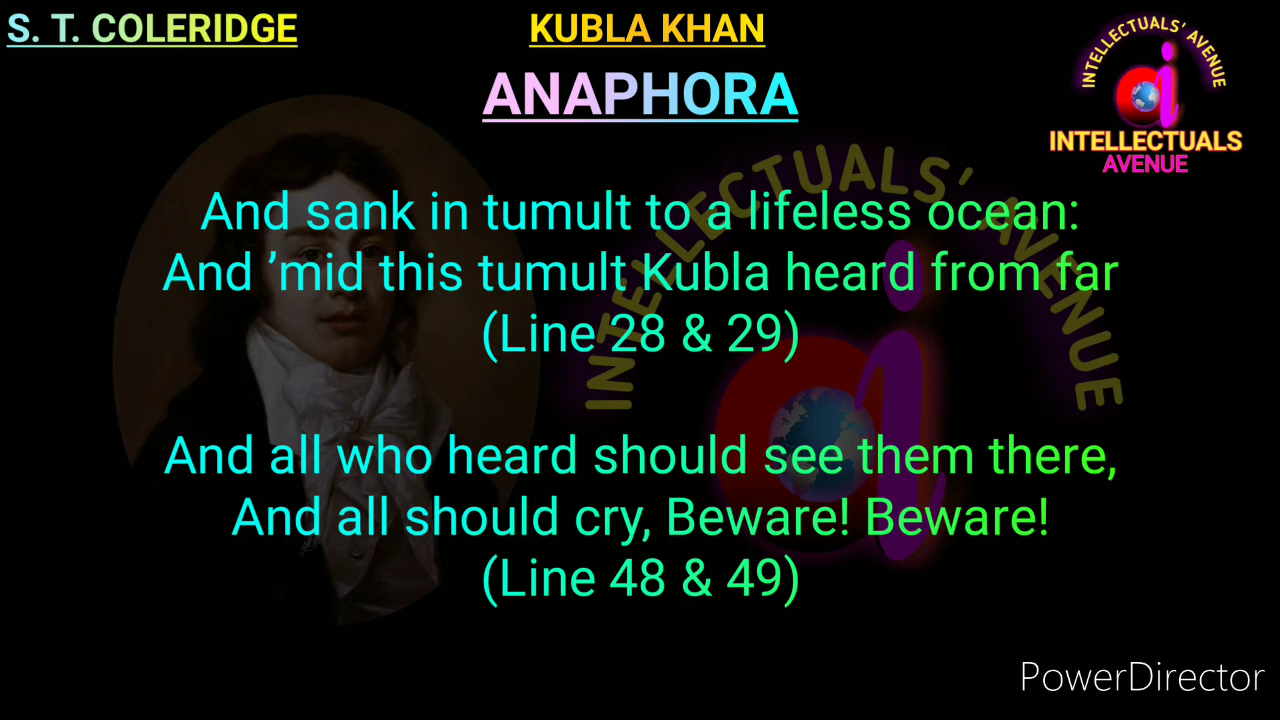 S. T. COLERIDGE
KUBLA KHAN
ANAPHORA
INTELLECTUALS’ AVENUE
INTELLECTUALS
AVENUE
INTELLECTUALS’ AVENUE
And sank in tumult to a lifeless ocean:
And ’mid this tumult Kubla heard from far
(Line 28 & 29)
And all who heard should see them there,
And all should cry, Beware! Beware!
(Line 48 & 49)
PowerDirector